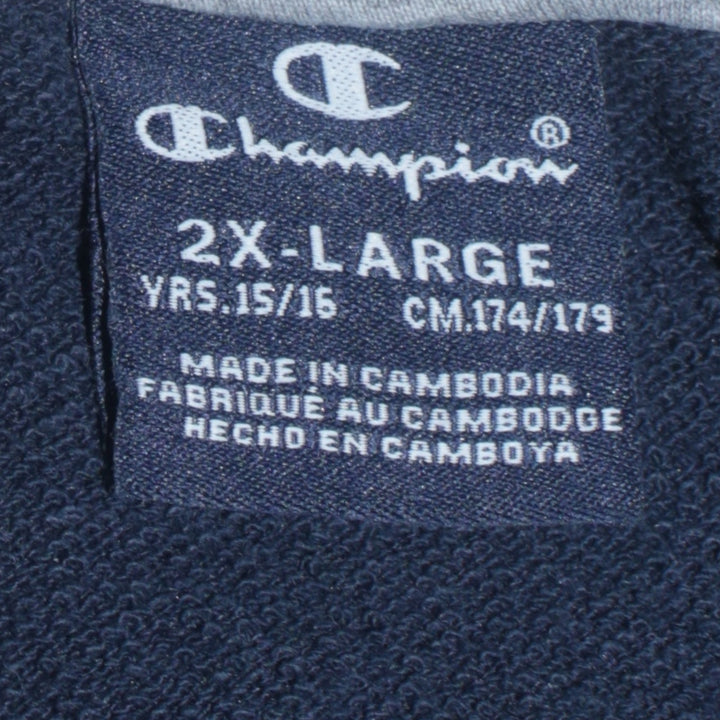 Champion®
2X-LARGE
YRS.15/16 CM.174/179
MADE IN CAMBODIA
FABRIQUÉ AU CAMBODGE
HECHO EN CAMBOYA